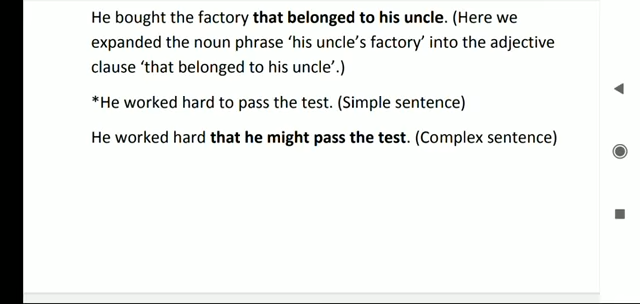 He bought the factory that belonged to his uncle. (Here we
expanded the noun phrase ‘his uncle’s factory’ into the adjective
clause ‘that belonged to his uncle’.)
*He worked hard to pass the test. (Simple sentence)
He worked hard that he might pass the test. (Complex sentence)